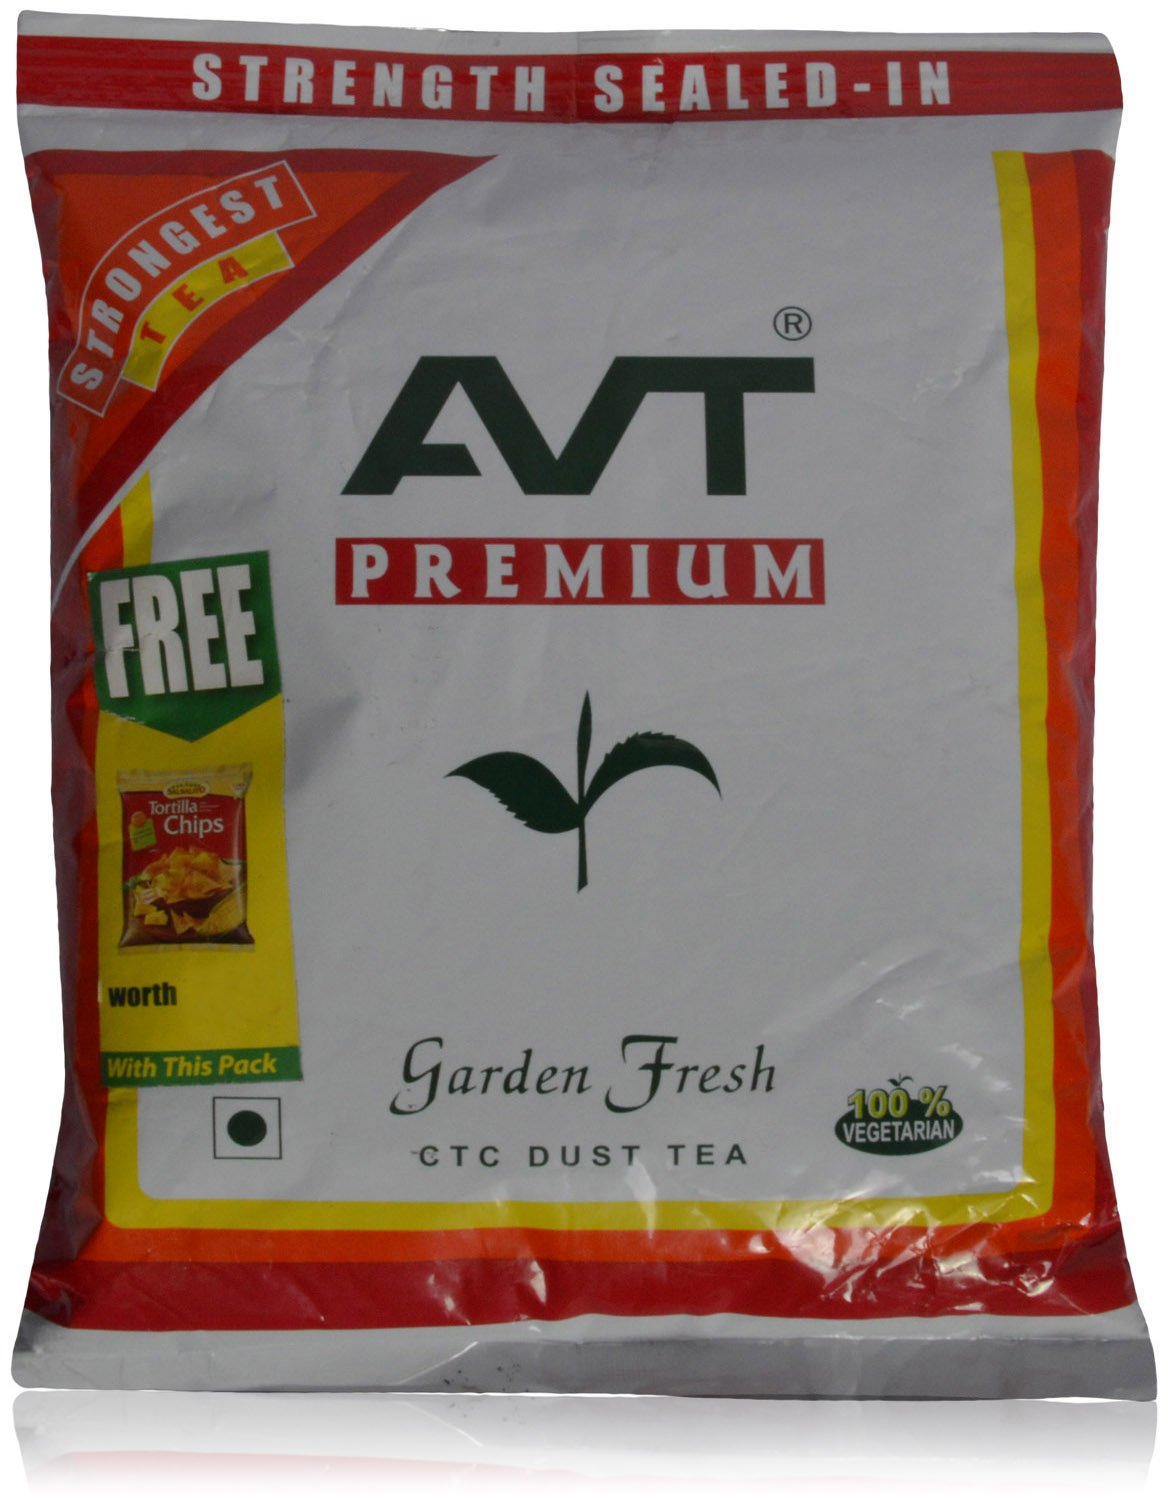 STRENGTH SEALED-IN
STRONGEST
TEA
AVT®
PREMIUM
FREE
Tortilla
Chips
worth
With This Pack
Garden Fresh
CTC DUST TEA
100 %
VEGETARIAN